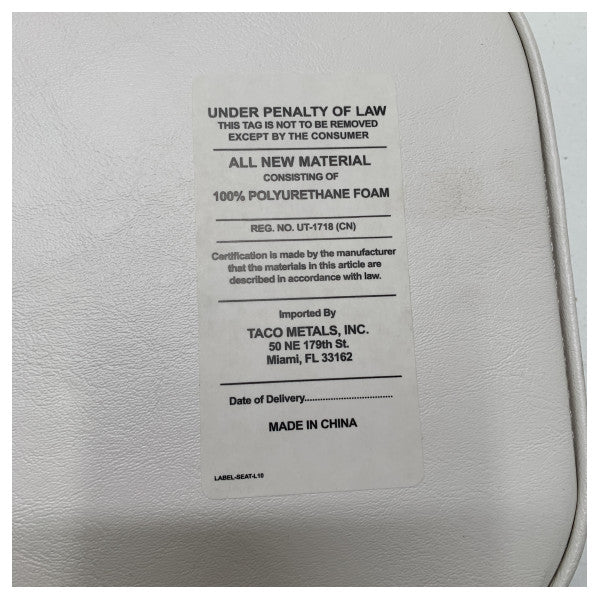 UNDER PENALTY OF LAW
THIS TAG IS NOT TO BE REMOVED
EXCEPT BY THE CONSUMER
ALL NEW MATERIAL
CONSISTING OF
100% POLYURETHANE FOAM
REG. NO. UT-1718 (CN)
Certification is made by the manufacturer
that the materials in this article are
described in accordance with law.
Imported By
TACO METALS, INC.
50 NE 179th St.
Miami, FL 33162
Date of Delivery..................................
MADE IN CHINA
LABEL-SEAT-L10